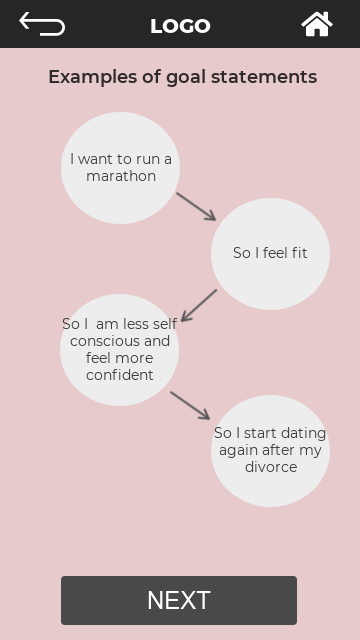 LOGO
Examples of goal statements
I want to run a
marathon
So I feel fit
So I  am less self
conscious and
feel more
confident
So I start dating
again after my
divorce
NEXT